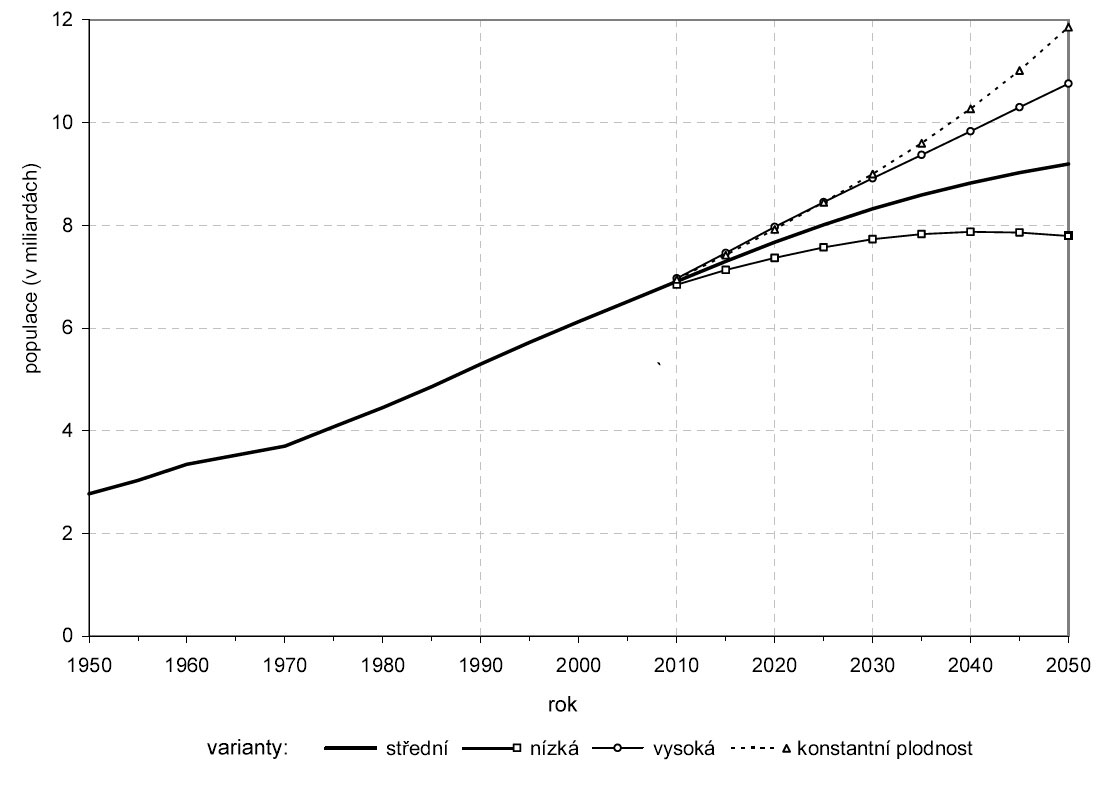 12
10
8
6
4
2
0
populace (v miliardách)
1950 1960 1970 1980 1990 2000 2010 2020 2030 2040 2050
rok
varianty: střední nízká vysoká konstantní plodnost